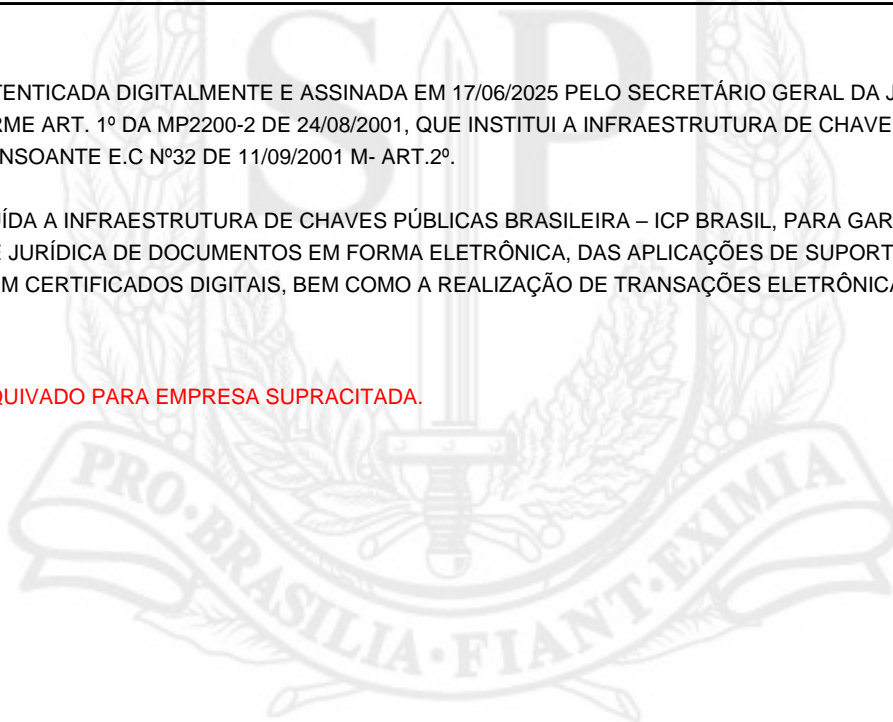 TENTICADA DIGITALMENTE E ASSINADA EM 17/06/2025 PELO SECRETÁRIO GERAL DA J
RME ART. 1º DA MP2200-2 DE 24/08/2001, QUE INSTITUI A INFRAESTRUTURA DE CHAVE
NSOANTE E.C Nº32 DE 11/09/2001 M- ART.2º.
ÍDA A INFRAESTRUTURA DE CHAVES PÚBLICAS BRASILEIRA – ICP BRASIL, PARA GAR
E JURÍDICA DE DOCUMENTOS EM FORMA ELETRÔNICA, DAS APLICAÇÕES DE SUPORT
M CERTIFICADOS DIGITAIS, BEM COMO A REALIZAÇÃO DE TRANSAÇÕES ELETRÔNICA
QUIVADO PARA EMPRESA SUPRACITADA.
SP
PRO·BRASILIA·FIANT·EXIMIA